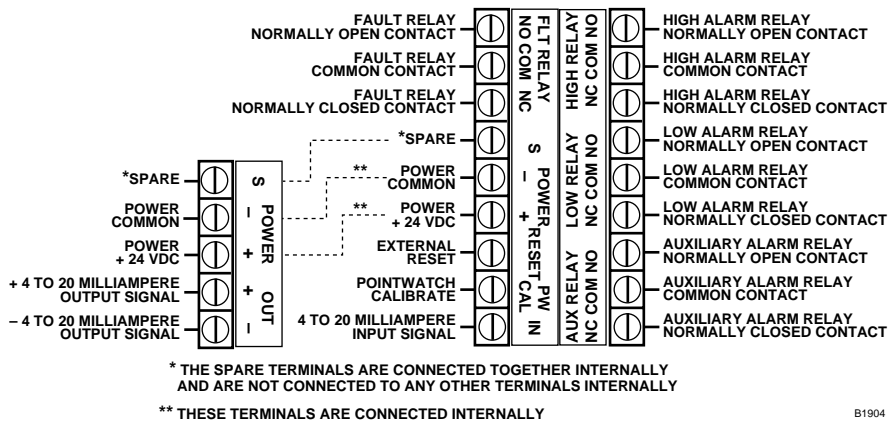 FAULT RELAY
NORMALLY OPEN CONTACT
FAULT RELAY
COMMON CONTACT
FAULT RELAY
NORMALLY CLOSED CONTACT
*SPARE
** POWER
COMMON
** POWER
+ 24 VDC
EXTERNAL
RESET
POINTWATCH
CALIBRATE
4 TO 20 MILLIAMPERE
INPUT SIGNAL
FLT RELAY
NO COM NC
S
– POWER +
RESET
CAL PW IN
HIGH RELAY
NC COM NO
LOW RELAY
NC COM NO
AUX RELAY
NC COM NO
HIGH ALARM RELAY
NORMALLY OPEN CONTACT
HIGH ALARM RELAY
COMMON CONTACT
HIGH ALARM RELAY
NORMALLY CLOSED CONTACT
LOW ALARM RELAY
NORMALLY OPEN CONTACT
LOW ALARM RELAY
COMMON CONTACT
LOW ALARM RELAY
NORMALLY CLOSED CONTACT
AUXILIARY ALARM RELAY
NORMALLY OPEN CONTACT
AUXILIARY ALARM RELAY
COMMON CONTACT
AUXILIARY ALARM RELAY
NORMALLY CLOSED CONTACT
*SPARE
POWER
COMMON
POWER
+ 24 VDC
+ 4 TO 20 MILLIAMPERE
OUTPUT SIGNAL
– 4 TO 20 MILLIAMPERE
OUTPUT SIGNAL
S
– POWER +
+ OUT –
* THE SPARE TERMINALS ARE CONNECTED TOGETHER INTERNALLY
AND ARE NOT CONNECTED TO ANY OTHER TERMINALS INTERNALLY
** THESE TERMINALS ARE CONNECTED INTERNALLY
B1904